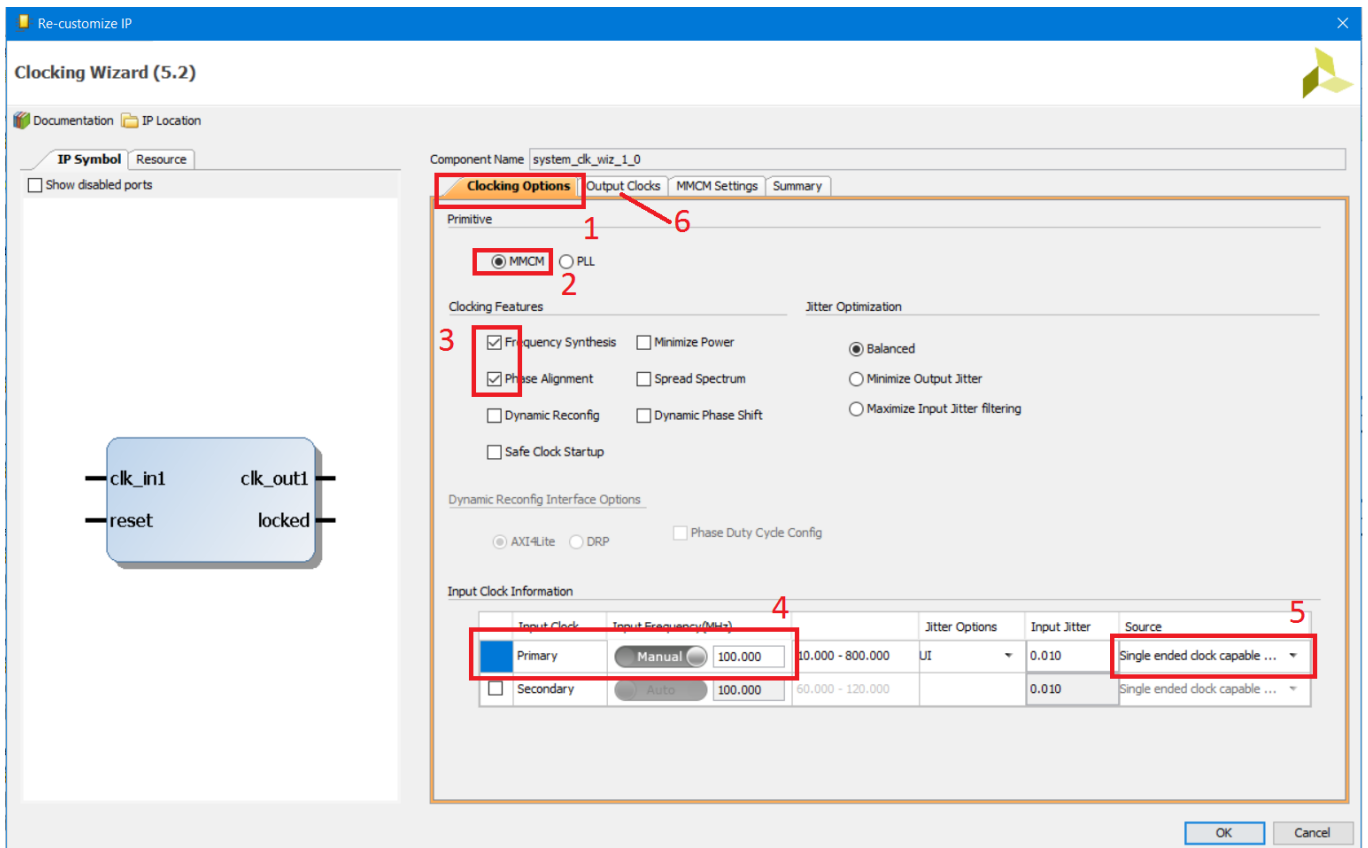 Re-customize IP
Clocking Wizard (5.2)
Documentation IP Location
IP Symbol Resource
Show disabled ports
clk_in1 clk_out1
reset locked
Component Name system_clk_wiz_1_0
Clocking Options Output Clocks MMCM Settings Summary
Primitive 1 6
MMCM PLL
2
Clocking Features Jitter Optimization
3 Frequency Synthesis Minimize Power Balanced
Phase Alignment Spread Spectrum Minimize Output Jitter
Dynamic Reconfig Dynamic Phase Shift Maximize Input Jitter filtering
Safe Clock Startup
Dynamic Reconfig Interface Options
AXI4Lite DRP Phase Duty Cycle Config
Input Clock Information
4 5
Input Clock Input Frequency(MHz) Jitter Options Input Jitter Source
Primary Manual 100.000 10.000 - 800.000 UI 0.010 Single ended clock capable ...
Secondary Auto 100.000 60.000 - 120.000 0.010 Single ended clock capable ...
OK Cancel